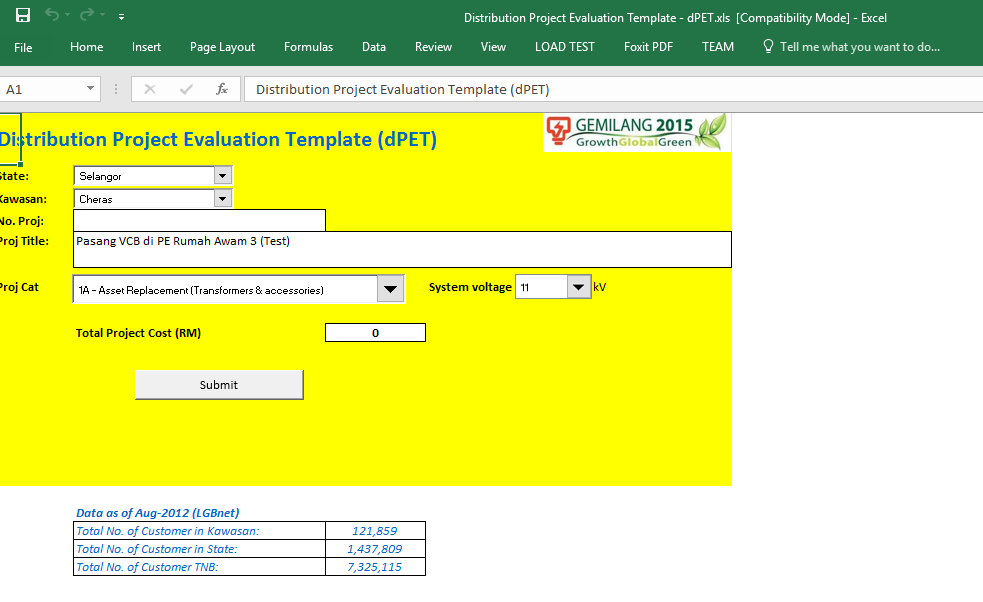 Distribution Project Evaluation Template - dPET.xls [Compatibility Mode] - Excel
File Home Insert Page Layout Formulas Data Review View LOAD TEST Foxit PDF TEAM Tell me what you want to do...
A1 fx Distribution Project Evaluation Template (dPET)
Distribution Project Evaluation Template (dPET)
GEMILANG 2015
GrowthGlobalGreen
State: Selangor
Kawasan: Cheras
No. Proj:
Proj Title: Pasang VCB di PE Rumah Awam 3 (Test)
Proj Cat 1A - Asset Replacement (Transformers & accessories) System voltage 11 kV
Total Project Cost (RM) 0
Submit
Data as of Aug-2012 (LGBnet)
Total No. of Customer in Kawasan: 121,859
Total No. of Customer in State: 1,437,809
Total No. of Customer TNB: 7,325,115